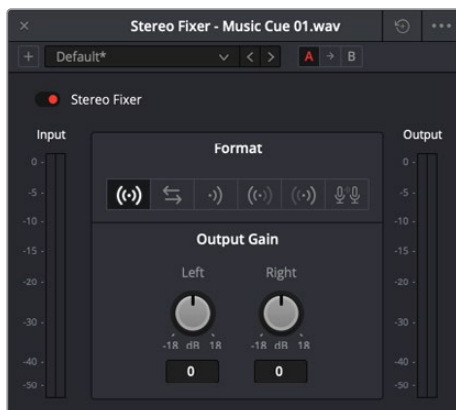 Stereo Fixer - Music Cue 01.wav
Default*
A
B
Stereo Fixer
Input
Output
Format
0
0
-5
-5
-10
-10
-15
-15
-20
-20
-30
-30
-40
-40
-50
-50
Output Gain
Left
Right
-18 dB 18
-18 dB 18
0
0